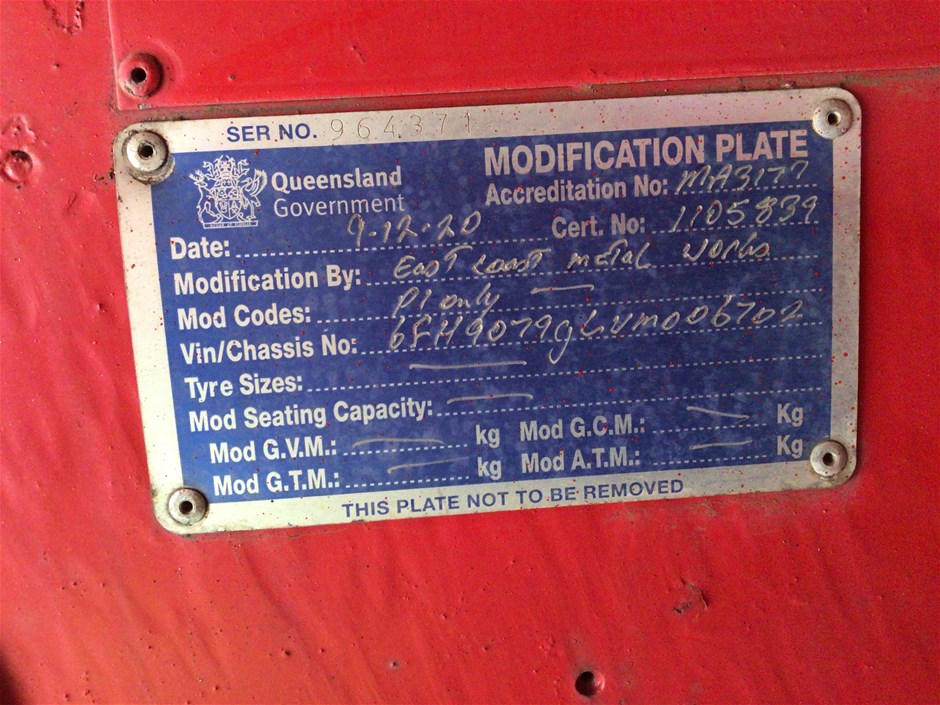 SER.NO. 964371
Queensland Government
MODIFICATION PLATE
Accreditation No: MA3177
Date: 9.12.20
Cert. No: 1105839
Modification By: East Coast metal works
Mod Codes: P1 only —
Vin/Chassis No: 6FH9079gLVM006702
Tyre Sizes: —
Mod Seating Capacity: —
Mod G.V.M.: — kg Mod G.C.M.: — Kg
Mod G.T.M.: — kg Mod A.T.M.: — Kg
THIS PLATE NOT TO BE REMOVED